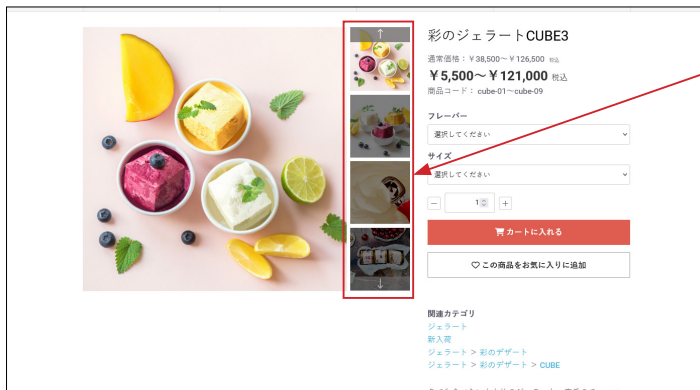 彩のジェラートCUBE3
通常価格：￥38,500～￥126,500 税込
￥5,500～￥121,000 税込
商品コード： cube-01～cube-09
フレーバー
選択してください
サイズ
選択してください
1
カートに入れる
この商品をお気に入りに追加
関連カテゴリ
ジェラート
新入荷
ジェラート > 彩のデザート
ジェラート > 彩のデザート > CUBE